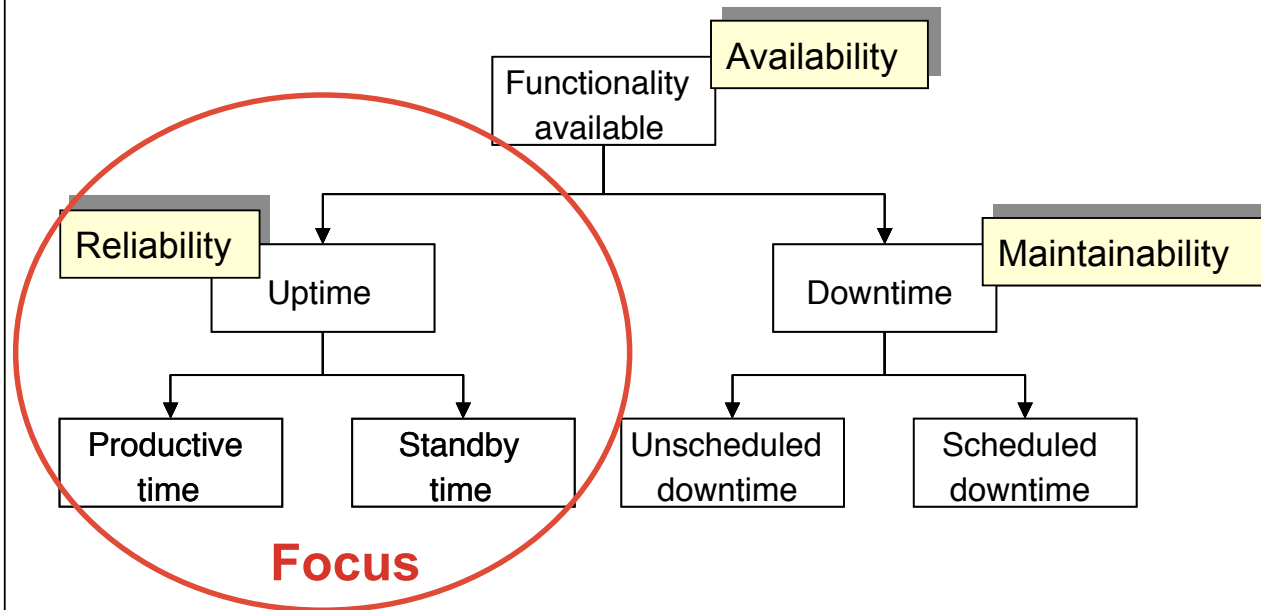 Availability
Functionality
available
Reliability
Maintainability
Uptime
Downtime
Productive
time
Standby
time
Unscheduled
downtime
Scheduled
downtime
Focus